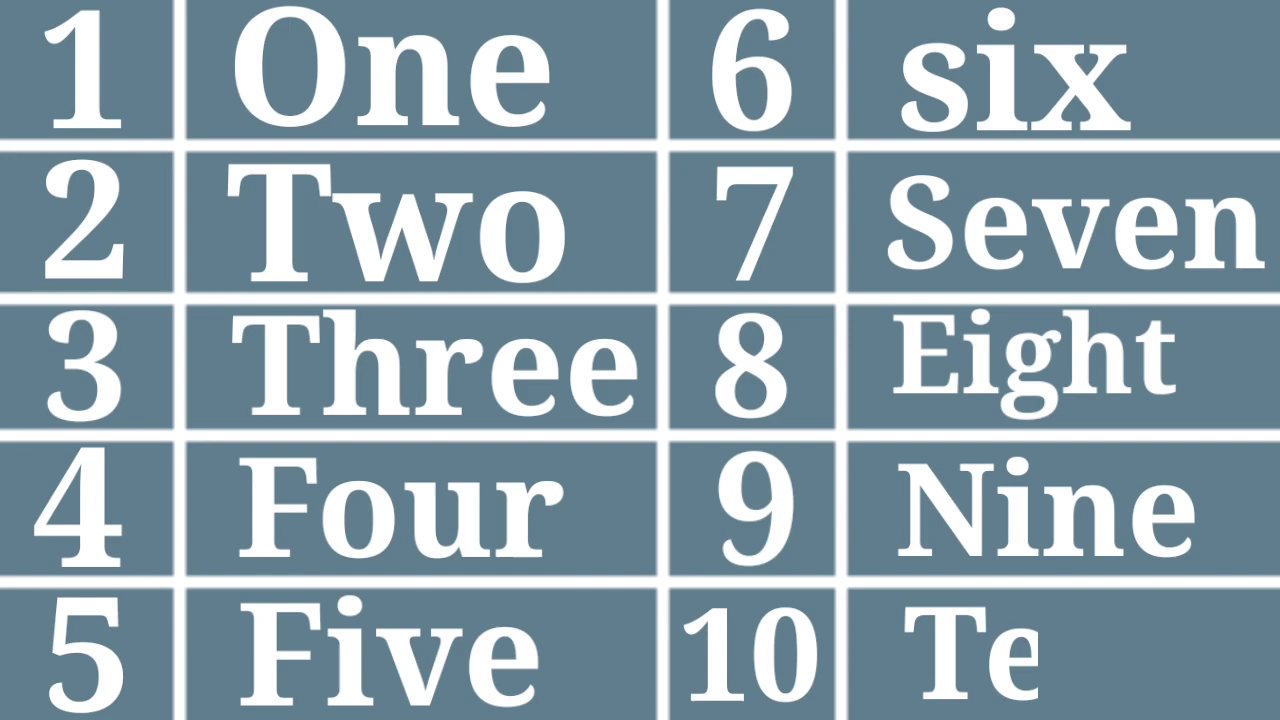 1 One 6 six
2 Two 7 Seven
3 Three 8 Eight
4 Four 9 Nine
5 Five 10 Te